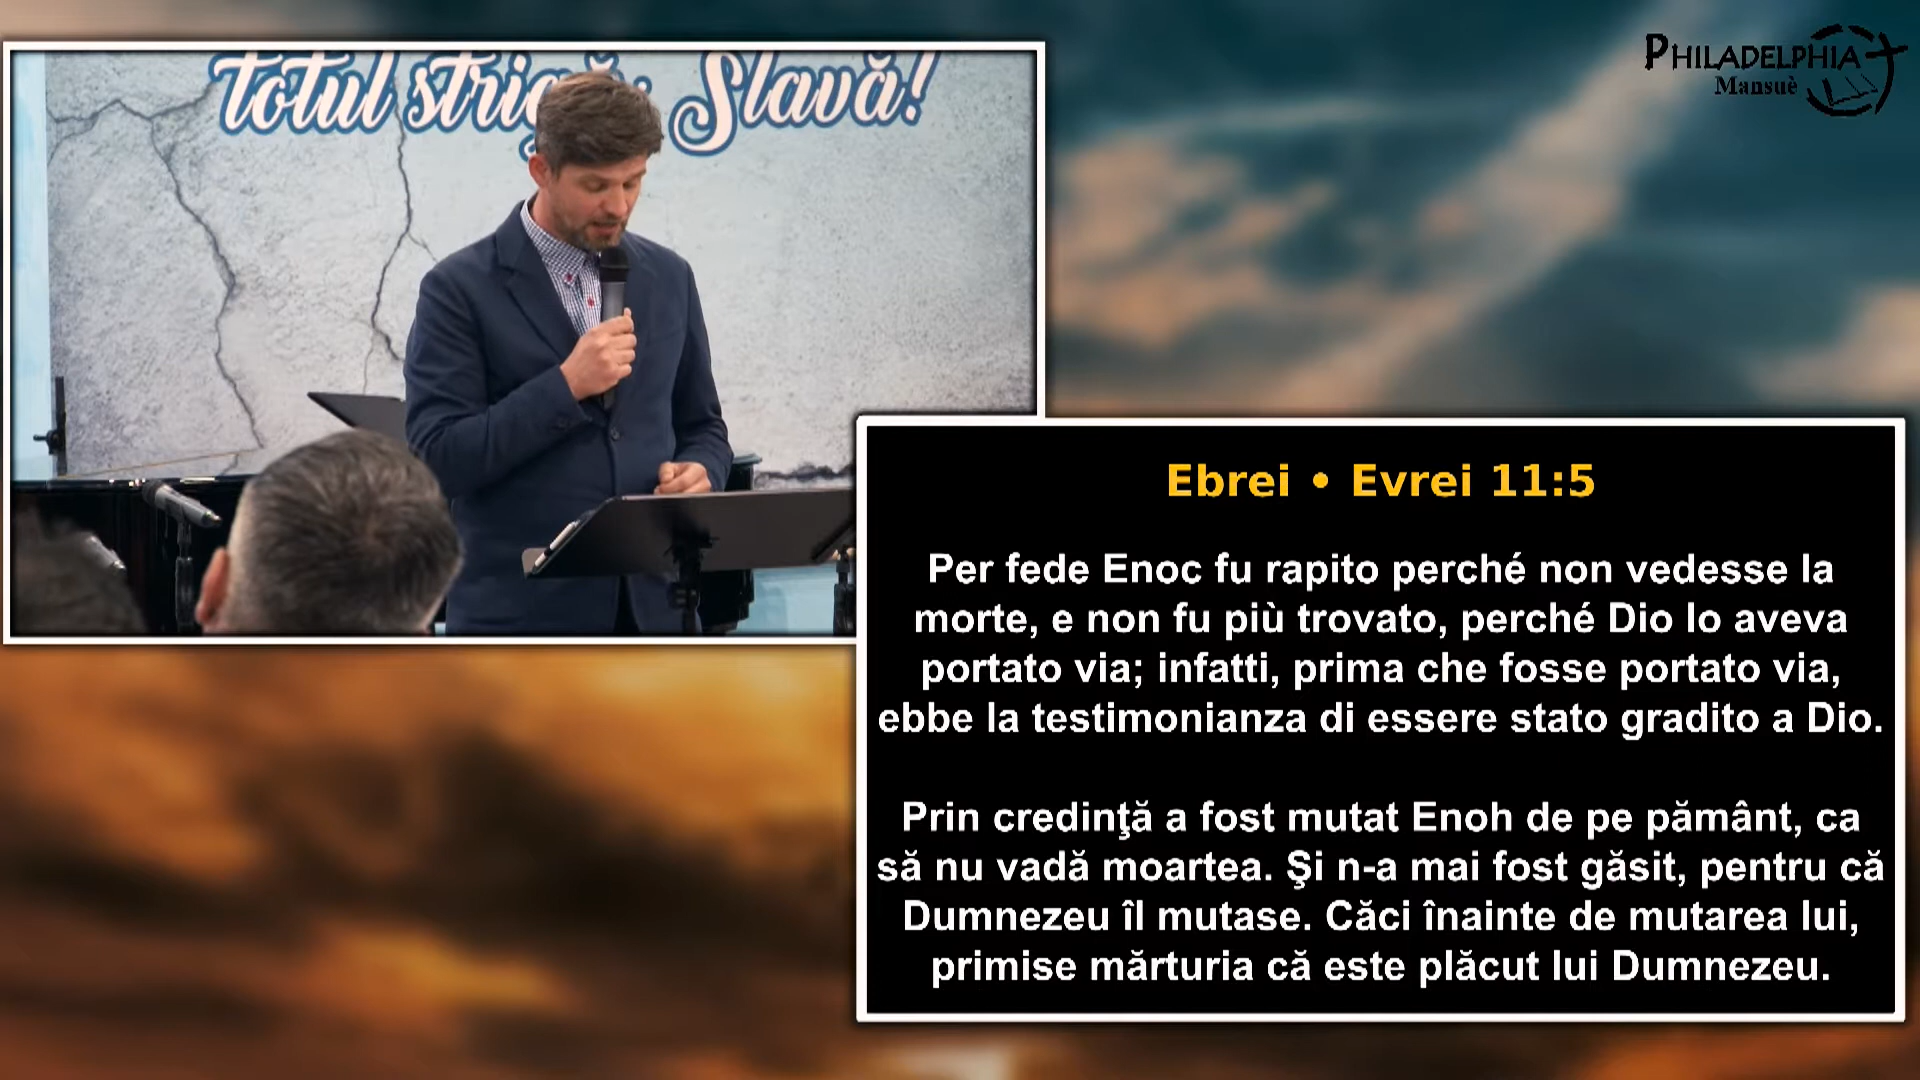 totul strigă: Slavă!
PHILADELPHIA
Mansuè
Ebrei • Evrei 11:5
Per fede Enoc fu rapito perché non vedesse la
morte, e non fu più trovato, perché Dio lo aveva
portato via; infatti, prima che fosse portato via,
ebbe la testimonianza di essere stato gradito a Dio.
Prin credinţă a fost mutat Enoh de pe pământ, ca
să nu vadă moartea. Şi n-a mai fost găsit, pentru că
Dumnezeu îl mutase. Căci înainte de mutarea lui,
primise mărturia că este plăcut lui Dumnezeu.